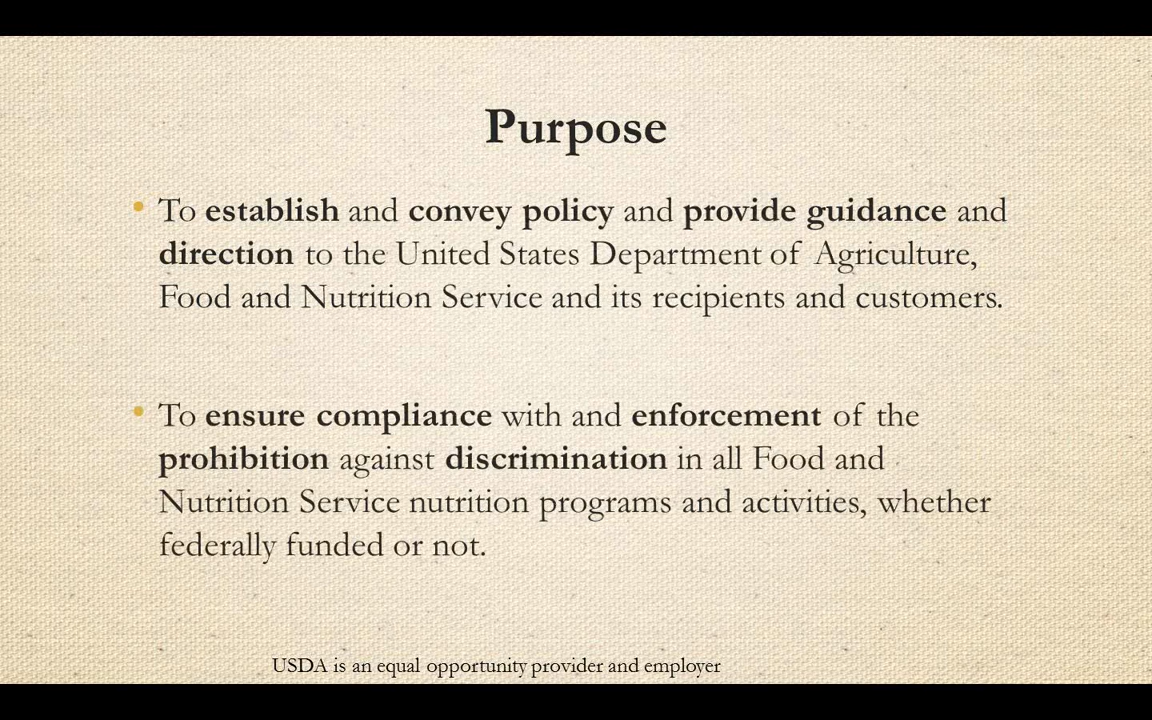 Purpose
• To establish and convey policy and provide guidance and
direction to the United States Department of Agriculture,
Food and Nutrition Service and its recipients and customers.
• To ensure compliance with and enforcement of the
prohibition against discrimination in all Food and
Nutrition Service nutrition programs and activities, whether
federally funded or not.
USDA is an equal opportunity provider and employer